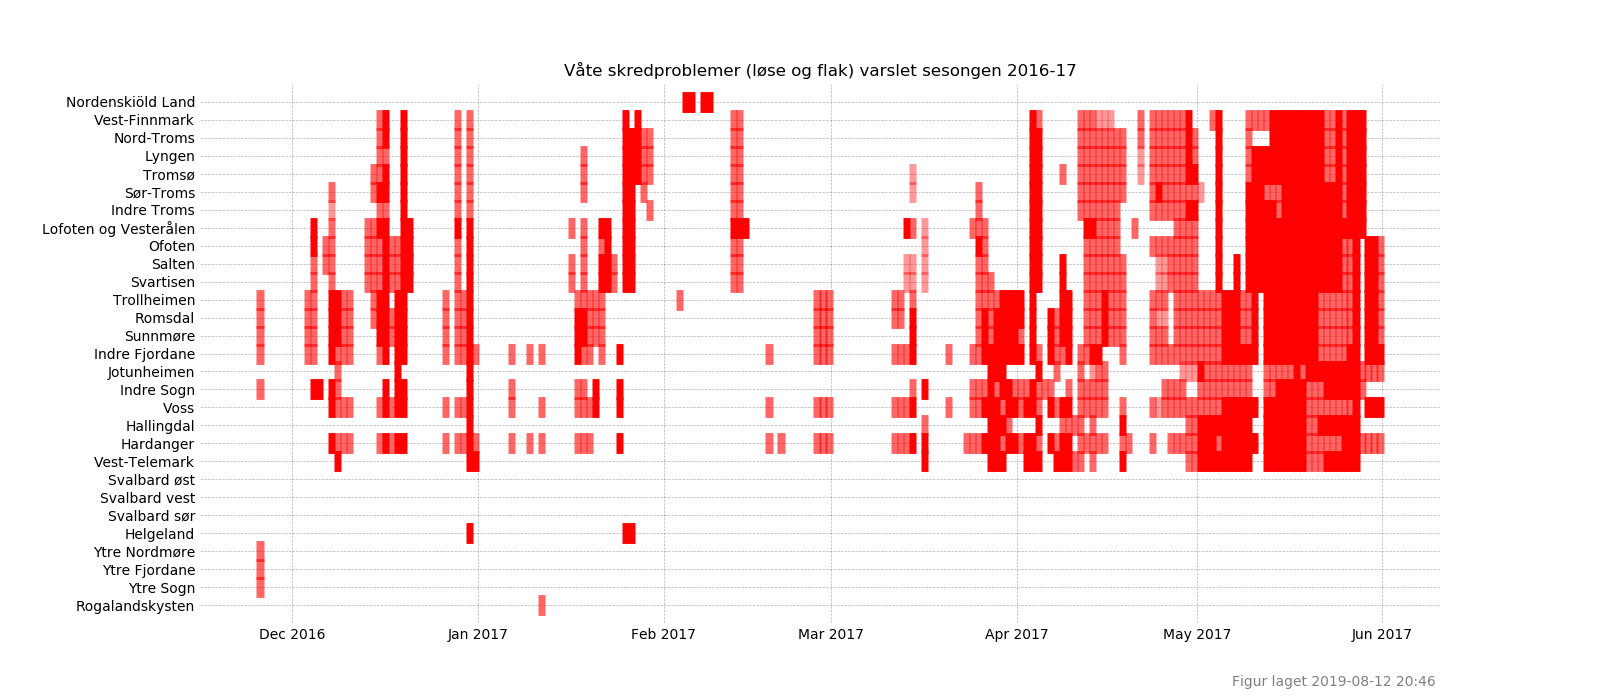 Våte skredproblemer (løse og flak) varslet sesongen 2016-17
Nordenskiöld Land
Vest-Finnmark
Nord-Troms
Lyngen
Tromsø
Sør-Troms
Indre Troms
Lofoten og Vesterålen
Ofoten
Salten
Svartisen
Trollheimen
Romsdal
Sunnmøre
Indre Fjordane
Jotunheimen
Indre Sogn
Voss
Hallingdal
Hardanger
Vest-Telemark
Svalbard øst
Svalbard vest
Svalbard sør
Helgeland
Ytre Nordmøre
Ytre Fjordane
Ytre Sogn
Rogalandskysten
Dec 2016 Jan 2017 Feb 2017 Mar 2017 Apr 2017 May 2017 Jun 2017
Figur laget 2019-08-12 20:46